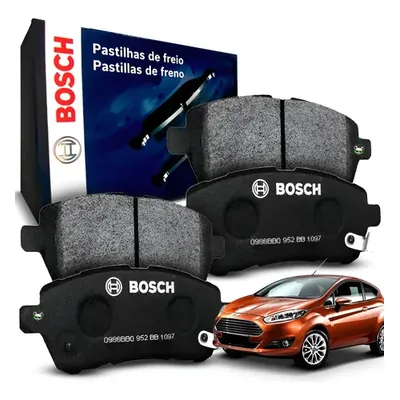 BOSCH
Pastilhas de freio
Pastillas de freno
BOSCH
0986BB0 952 BB 1097
BOSCH
0986BB0 952 BB 1097